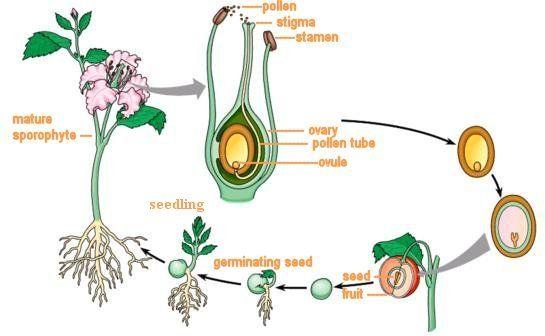 pollen
stigma
stamen
mature
sporophyte
ovary
pollen tube
ovule
seedling
germinating seed
seed
fruit